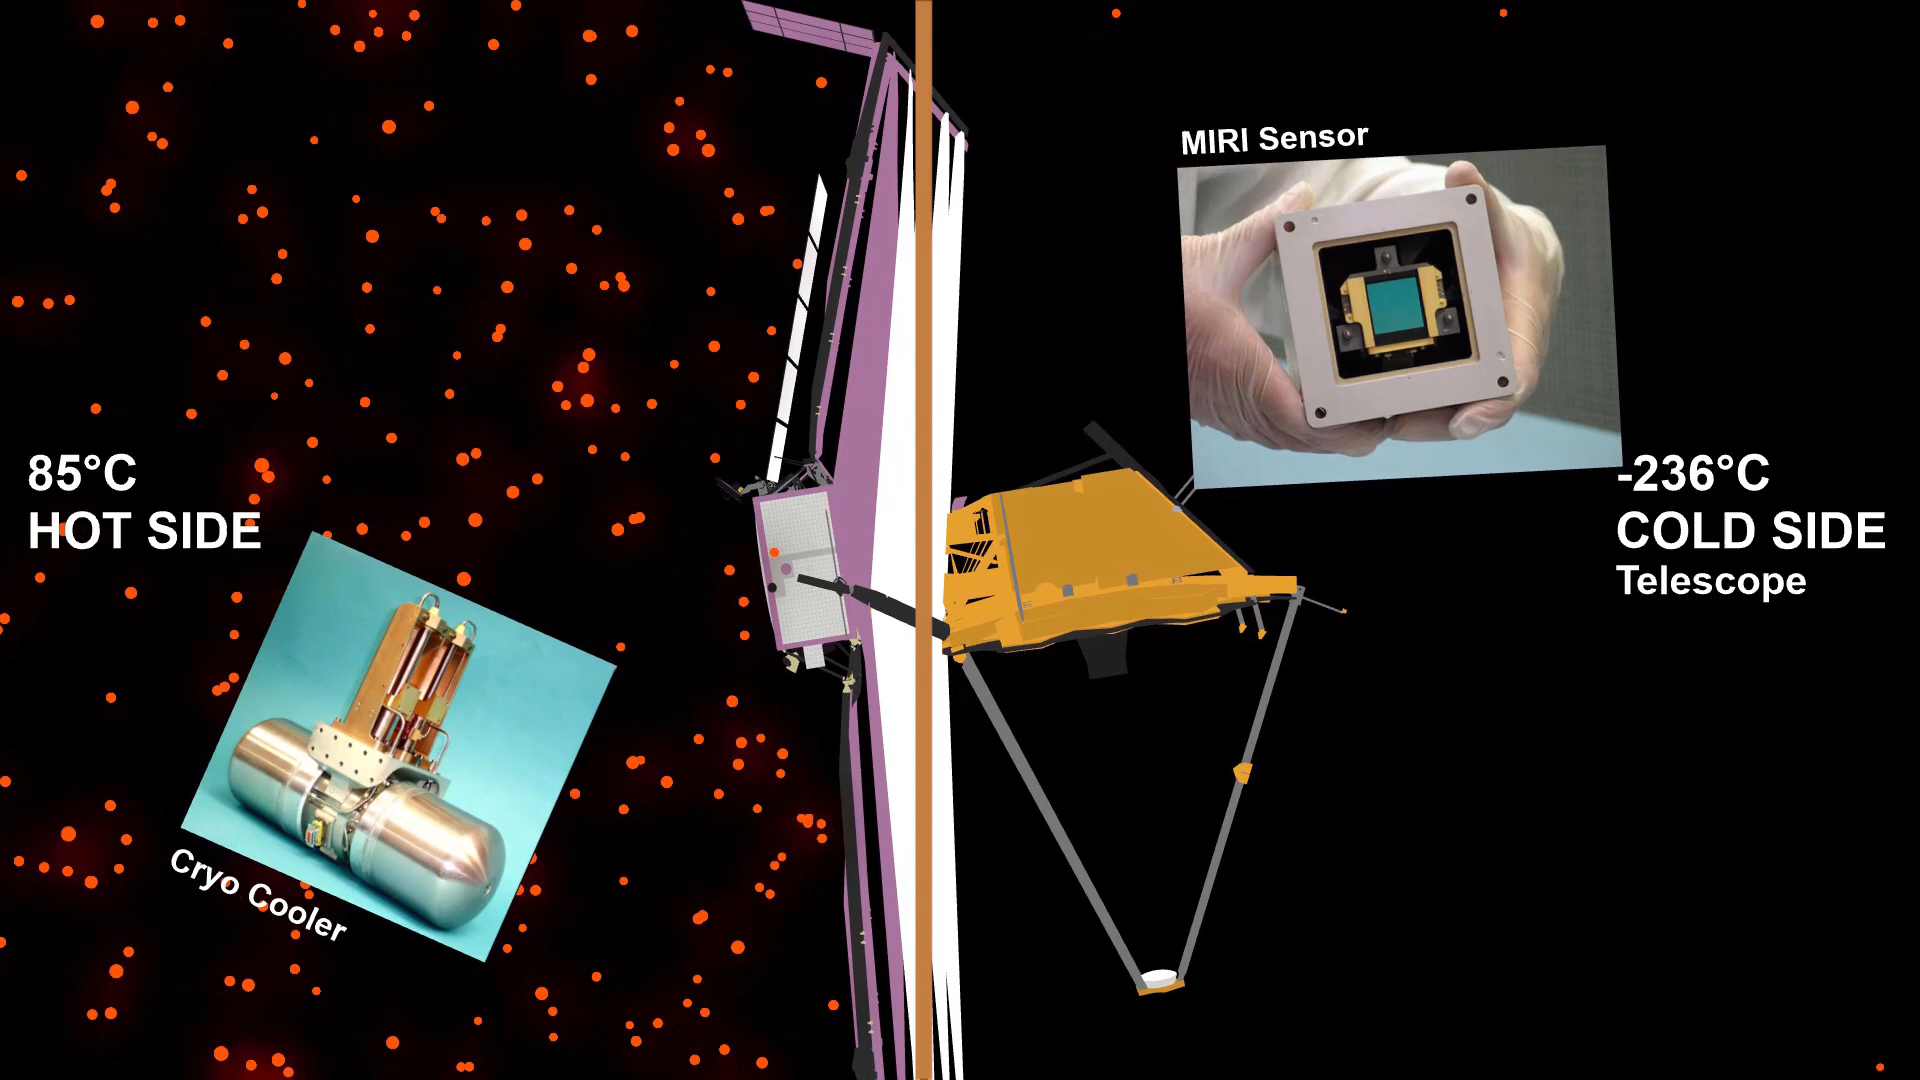 MIRI Sensor
85°C
HOT SIDE
-236°C
COLD SIDE
Telescope
Cryo Cooler